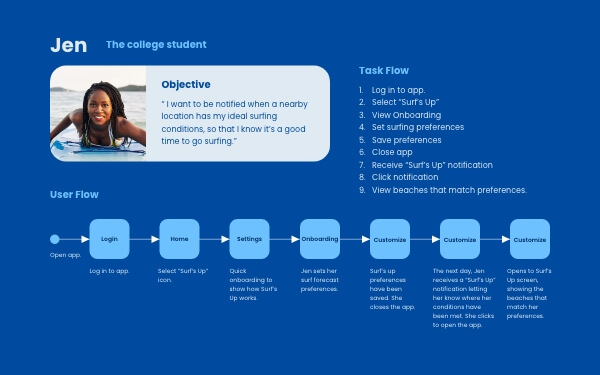 Jen
The college student
Objective
“ I want to be notified when a nearby
location has my ideal surfing
conditions, so that I know it’s a good
time to go surfing.”
Task Flow
1. Log in to app.
2. Select “Surf’s Up”
3. View Onboarding
4. Set surfing preferences
5. Save preferences
6. Close app
7. Receive “Surf’s Up” notification
8. Click notification
9. View beaches that match preferences.
User Flow
Open app.
Login
Log in to app.
Home
Select “Surf’s Up”
icon.
Settings
Quick
onboarding to
show how Surf’s
Up works.
Onboarding
Jen sets her
surf forecast
preferences.
Customize
Surf’s up
preferences
have been
saved. She
closes the app.
Customize
The next day, Jen
receives a “Surf’s Up”
notification letting
her know where her
conditions have
been met. She clicks
to open the app.
Customize
Opens to Surf’s
Up screen,
showing the
beaches that
match her
preferences.